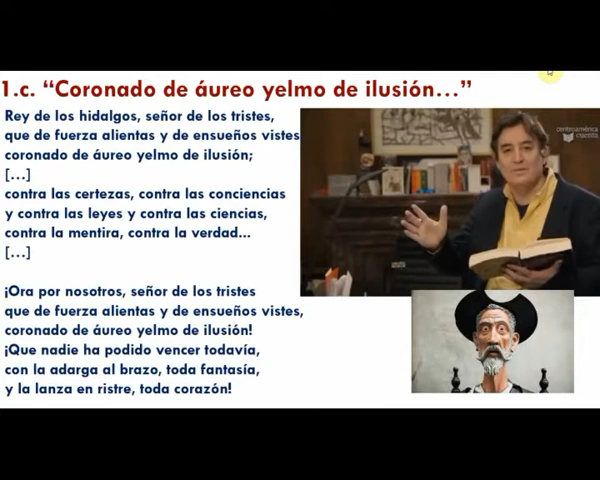 1.c. “Coronado de áureo yelmo de ilusión…”
Rey de los hidalgos, señor de los tristes,
que de fuerza alientas y de ensueños vistes
coronado de áureo yelmo de ilusión;
[…]
contra las certezas, contra las conciencias
y contra las leyes y contra las ciencias,
contra la mentira, contra la verdad…
[…]
¡Ora por nosotros, señor de los tristes
que de fuerza alientas y de ensueños vistes,
coronado de áureo yelmo de ilusión!
¡Que nadie ha podido vencer todavía,
con la adarga al brazo, toda fantasía,
y la lanza en ristre, toda corazón!
centroamérica
cuenta